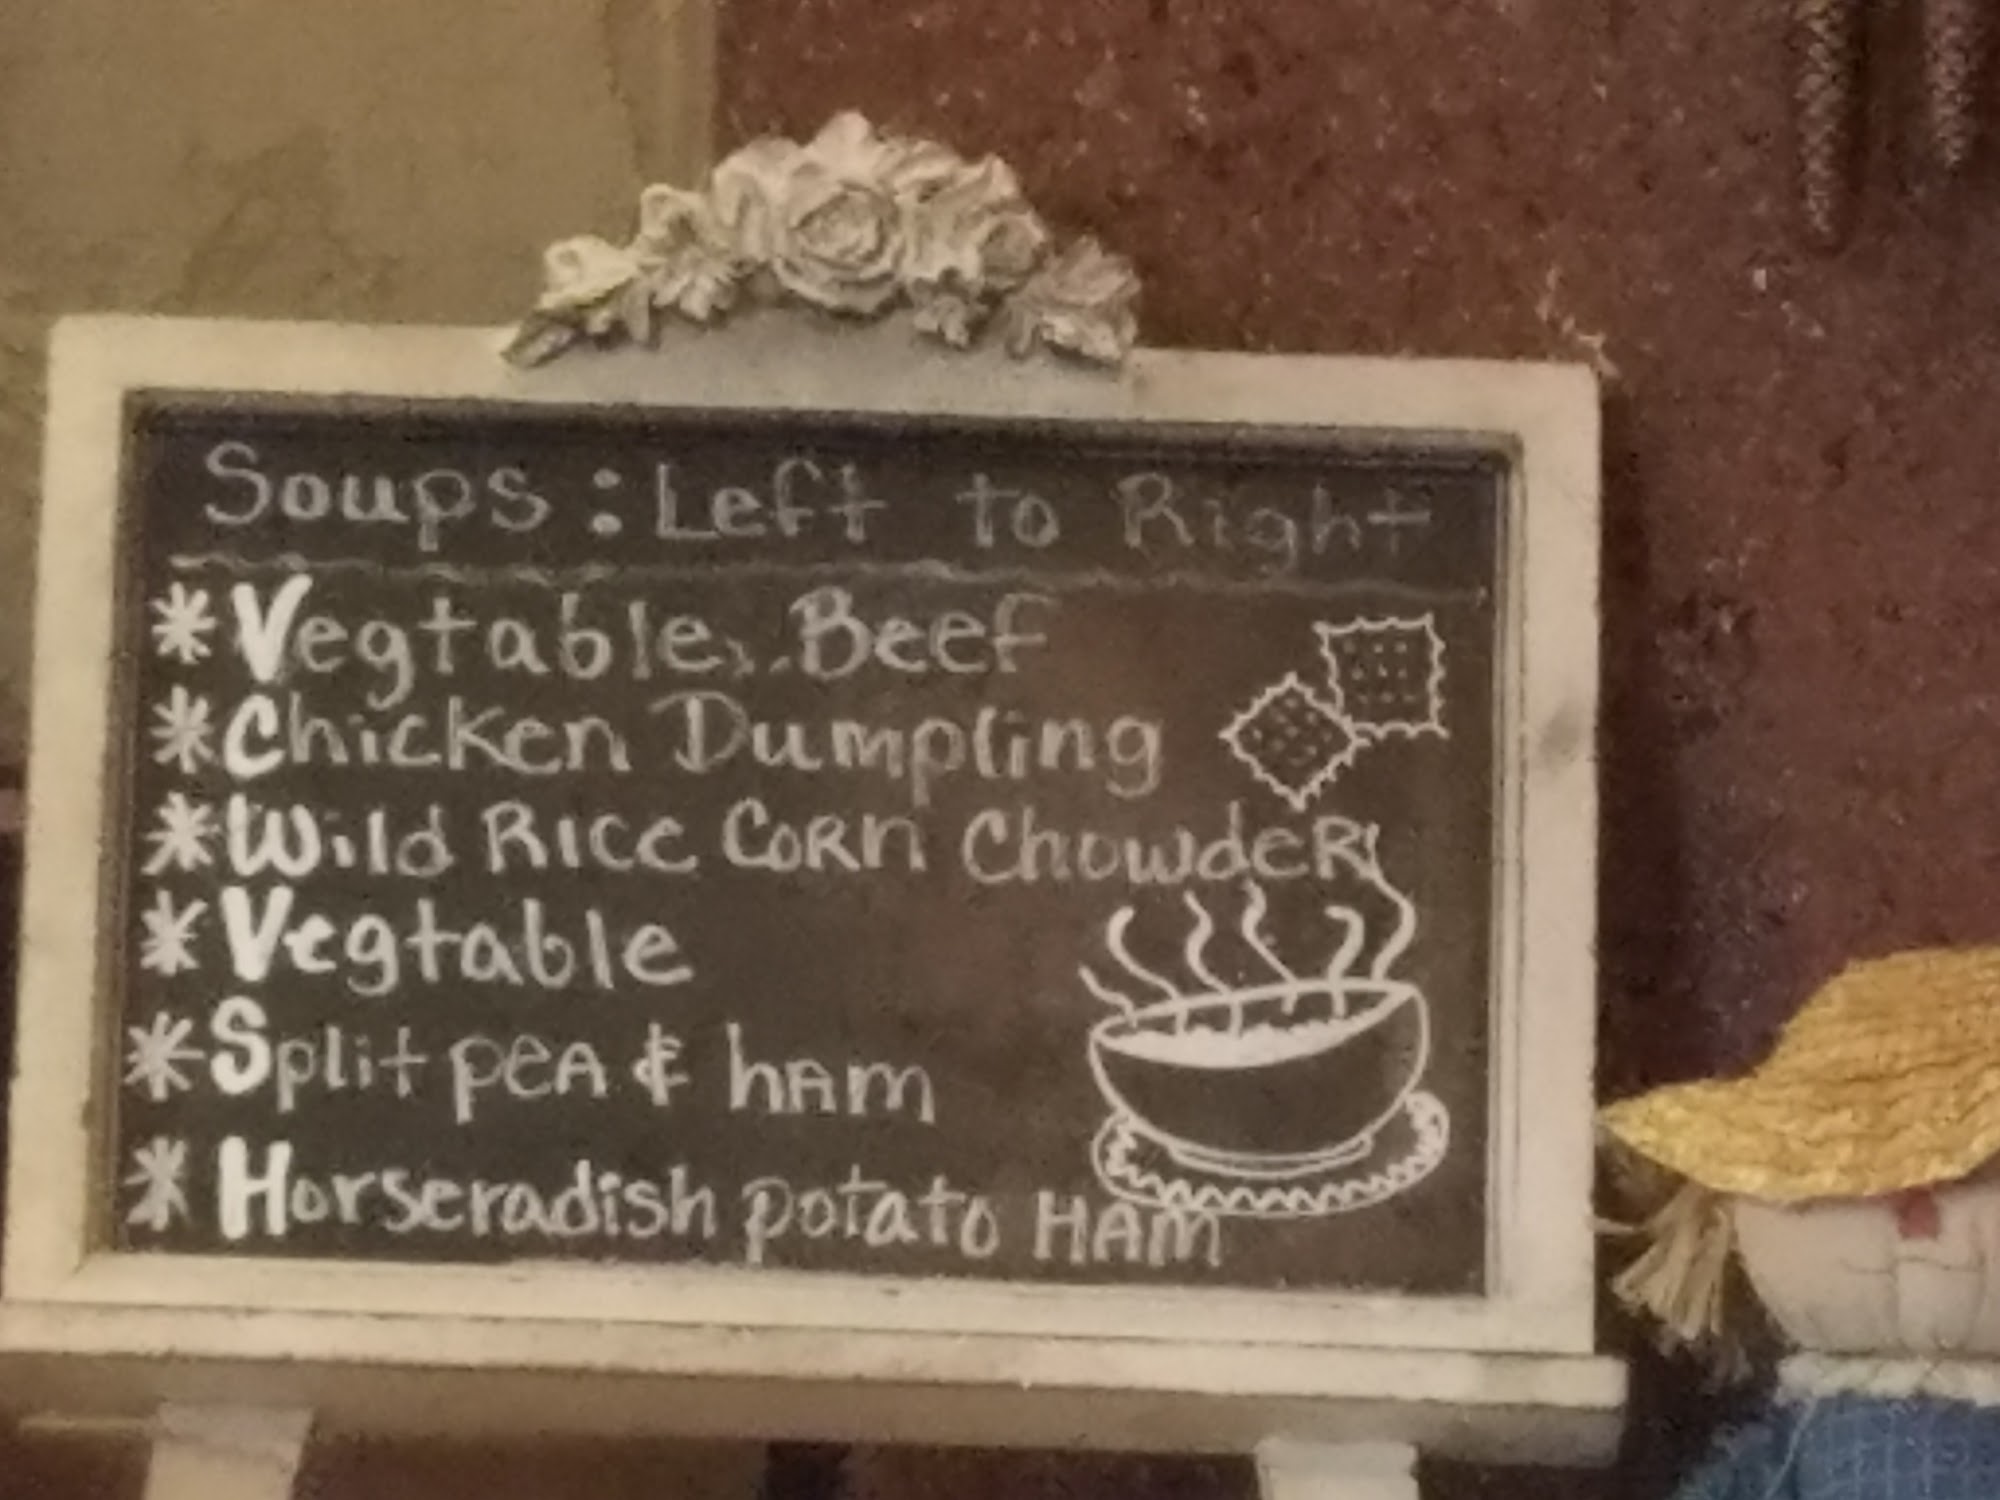 Soups: Left to Right
*Vegtable Beef
*Chicken Dumpling
*Wild Rice Corn Chowder
*Vegtable
*Split peA & hAm
*Horseradish potato HAm